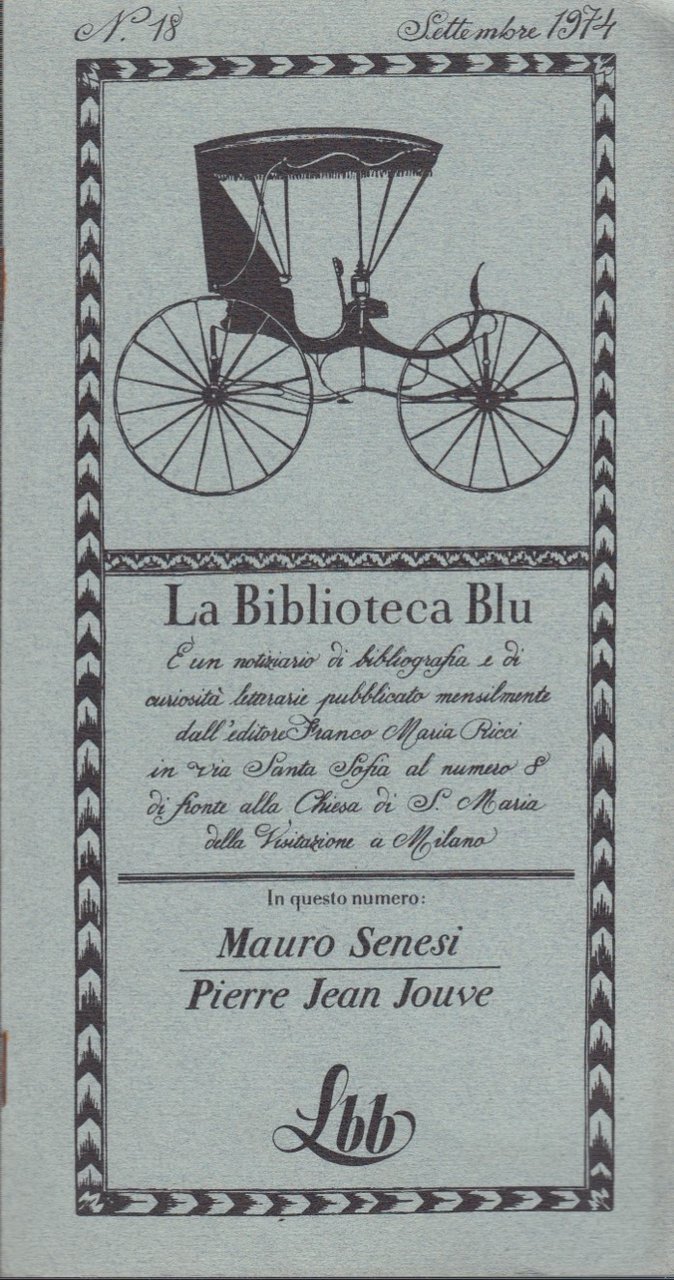 N. 18
Settembre 1974
La Biblioteca Blu
È un notiziario di bibliografia e di
curiosità letterarie pubblicato mensilmente
dall'editore Franco Maria Ricci
in via Santa Sofia al numero 8
di fronte alla Chiesa di S. Maria
della Visitazione a Milano
In questo numero:
Mauro Senesi
Pierre Jean Jouve
Lbb